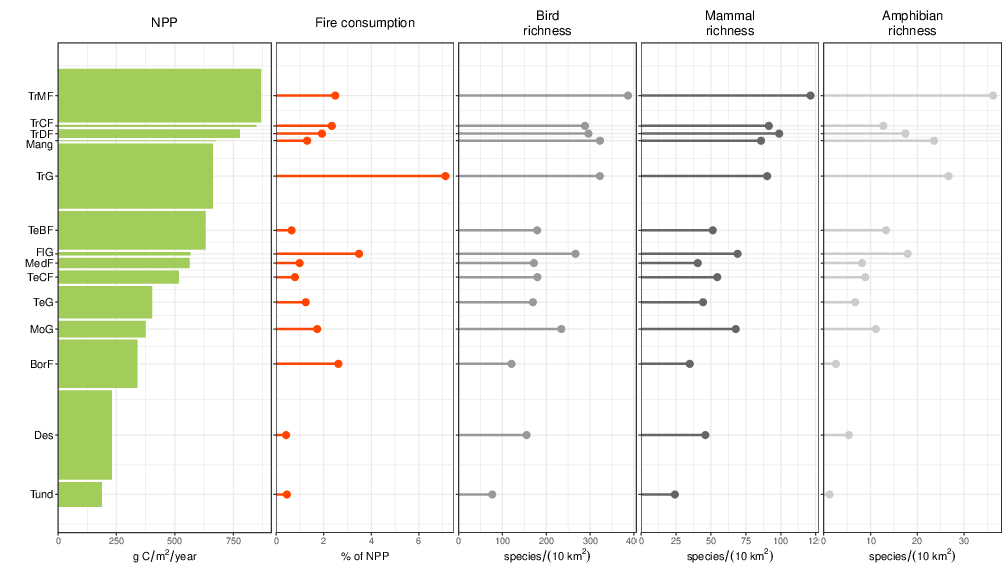 NPP
Fire consumption
Bird
richness
Mammal
richness
Amphibian
richness
TrMF
TrCF
TrDF
Mang
TrG
TeBF
FlG
MedF
TeCF
TeG
MoG
BorF
Des
Tund
0 250 500 750
0 2 4 6
0 100 200 300 40
0 25 50 75 100 12
0 10 20 30
g C/m²/year
% of NPP
species/(10 km²)
species/(10 km²)
species/(10 km²)